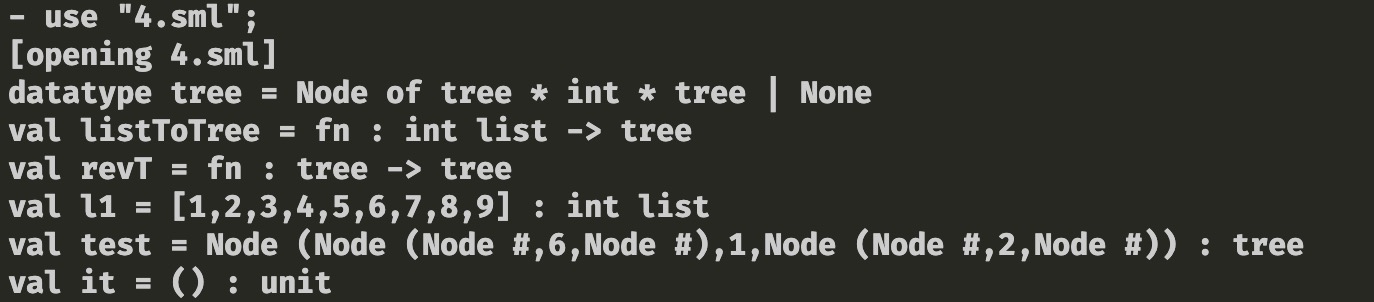 - use "4.sml";
[opening 4.sml]
datatype tree = Node of tree * int * tree | None
val listToTree = fn : int list -> tree
val revT = fn : tree -> tree
val l1 = [1,2,3,4,5,6,7,8,9] : int list
val test = Node (Node (Node #,6,Node #),1,Node (Node #,2,Node #)) : tree
val it = () : unit